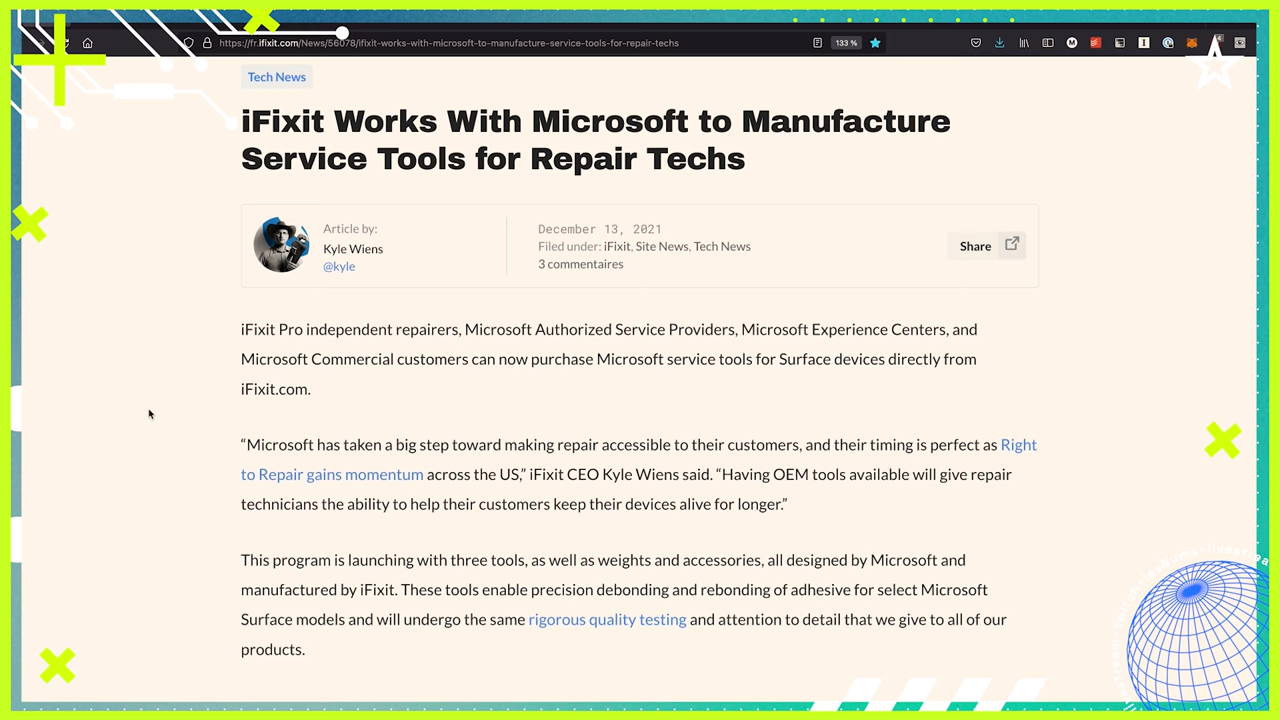 https://fr.ifixit.com/News/56078/ifixit-works-with-microsoft-to-manufacture-service-tools-for-repair-techs
133 %
Tech News
iFixit Works With Microsoft to Manufacture
Service Tools for Repair Techs
Article by:
Kyle Wiens
@kyle
December 13, 2021
Filed under: iFixit, Site News, Tech News
3 commentaires
Share
iFixit Pro independent repairers, Microsoft Authorized Service Providers, Microsoft Experience Centers, and
Microsoft Commercial customers can now purchase Microsoft service tools for Surface devices directly from
iFixit.com.
“Microsoft has taken a big step toward making repair accessible to their customers, and their timing is perfect as Right
to Repair gains momentum across the US,” iFixit CEO Kyle Wiens said. “Having OEM tools available will give repair
technicians the ability to help their customers keep their devices alive for longer.”
This program is launching with three tools, as well as weights and accessories, all designed by Microsoft and
manufactured by iFixit. These tools enable precision debonding and rebonding of adhesive for select Microsoft
Surface models and will undergo the same rigorous quality testing and attention to detail that we give to all of our
products.